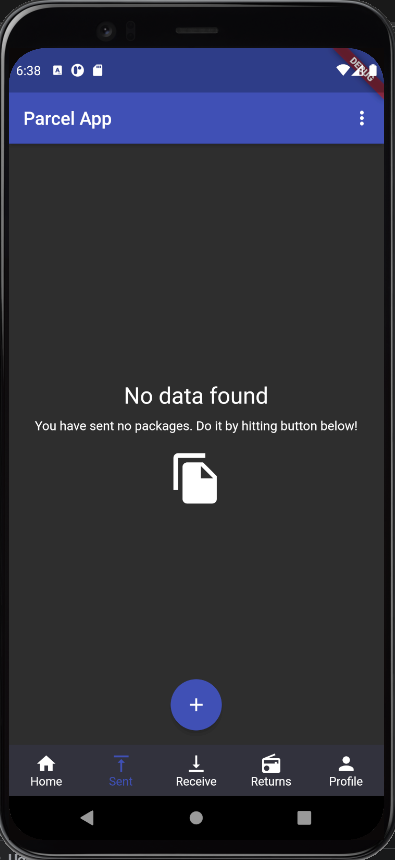 6:38
DEBUG
Parcel App
No data found
You have sent no packages. Do it by hitting button below!
Home
Sent
Receive
Returns
Profile